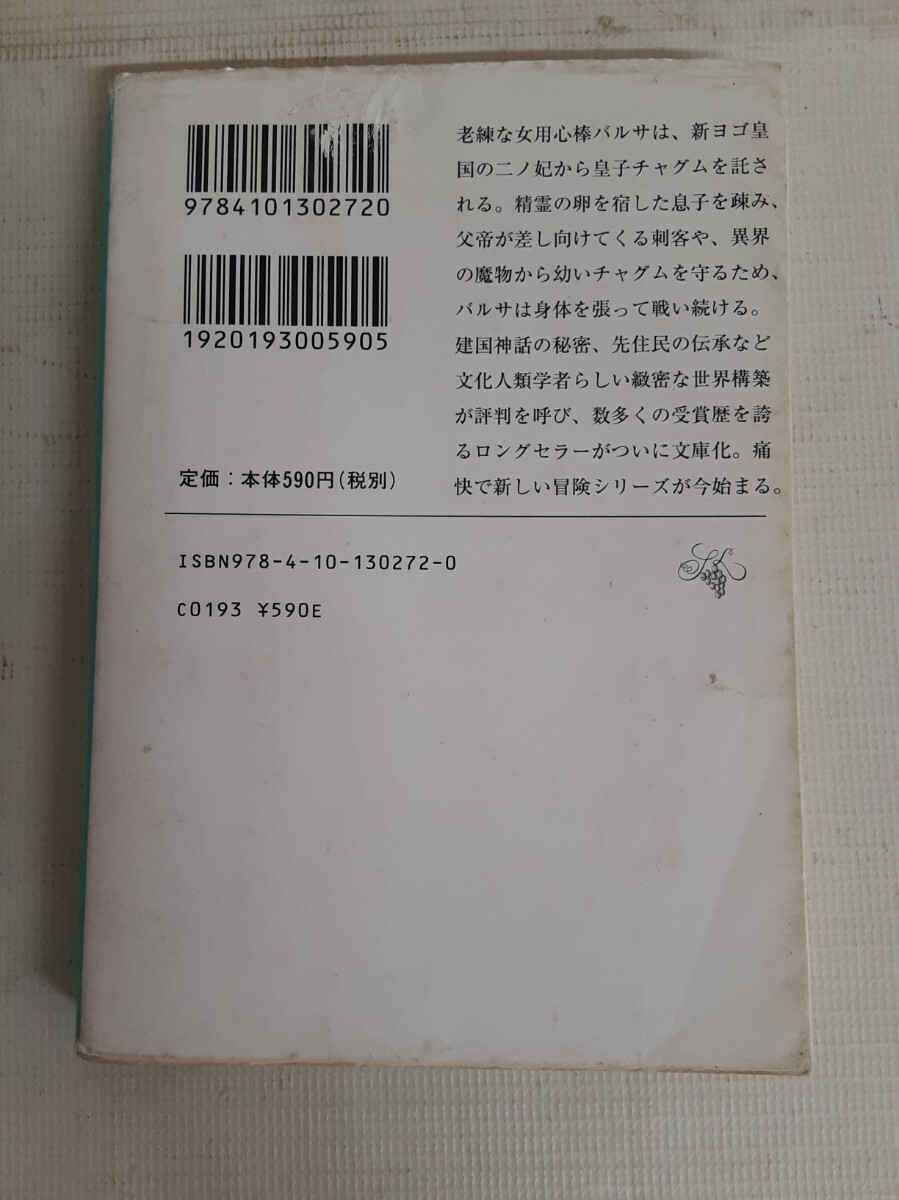 9784101302720
1920193005905
定価：本体590円（税別）
老練な女用心棒バルサは、新ヨゴ皇
国の二ノ妃から皇子チャグムを託さ
れる。精霊の卵を宿した息子を疎み、
父帝が差し向けてくる刺客や、異界
の魔物から幼いチャグムを守るため、
バルサは身体を張って戦い続ける。
建国神話の秘密、先住民の伝承など
文化人類学者らしい緻密な世界構築
が評判を呼び、数多くの受賞歴を誇
るロングセラーがついに文庫化。痛
快で新しい冒険シリーズが今始まる。
ISBN978-4-10-130272-0
C0193 ¥590E
SK